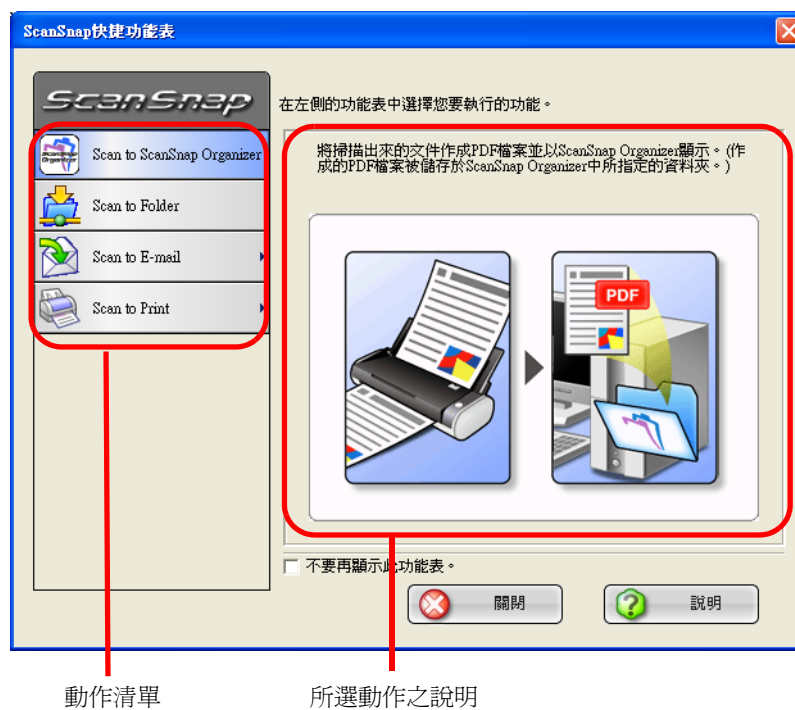 ScanSnap快捷功能表
ScanSnap
在左側的功能表中選擇您要執行的功能。
ScanSnap Organizer
Scan to ScanSnap Organizer
Scan to Folder
Scan to E-mail
Scan to Print
將掃描出來的文件作成PDF檔案並以ScanSnap Organizer顯示。(作
成的PDF檔案被儲存於ScanSnap Organizer中所指定的資料夾。)
PDF
不要再顯示此功能表。
關閉
說明
動作清單
所選動作之說明